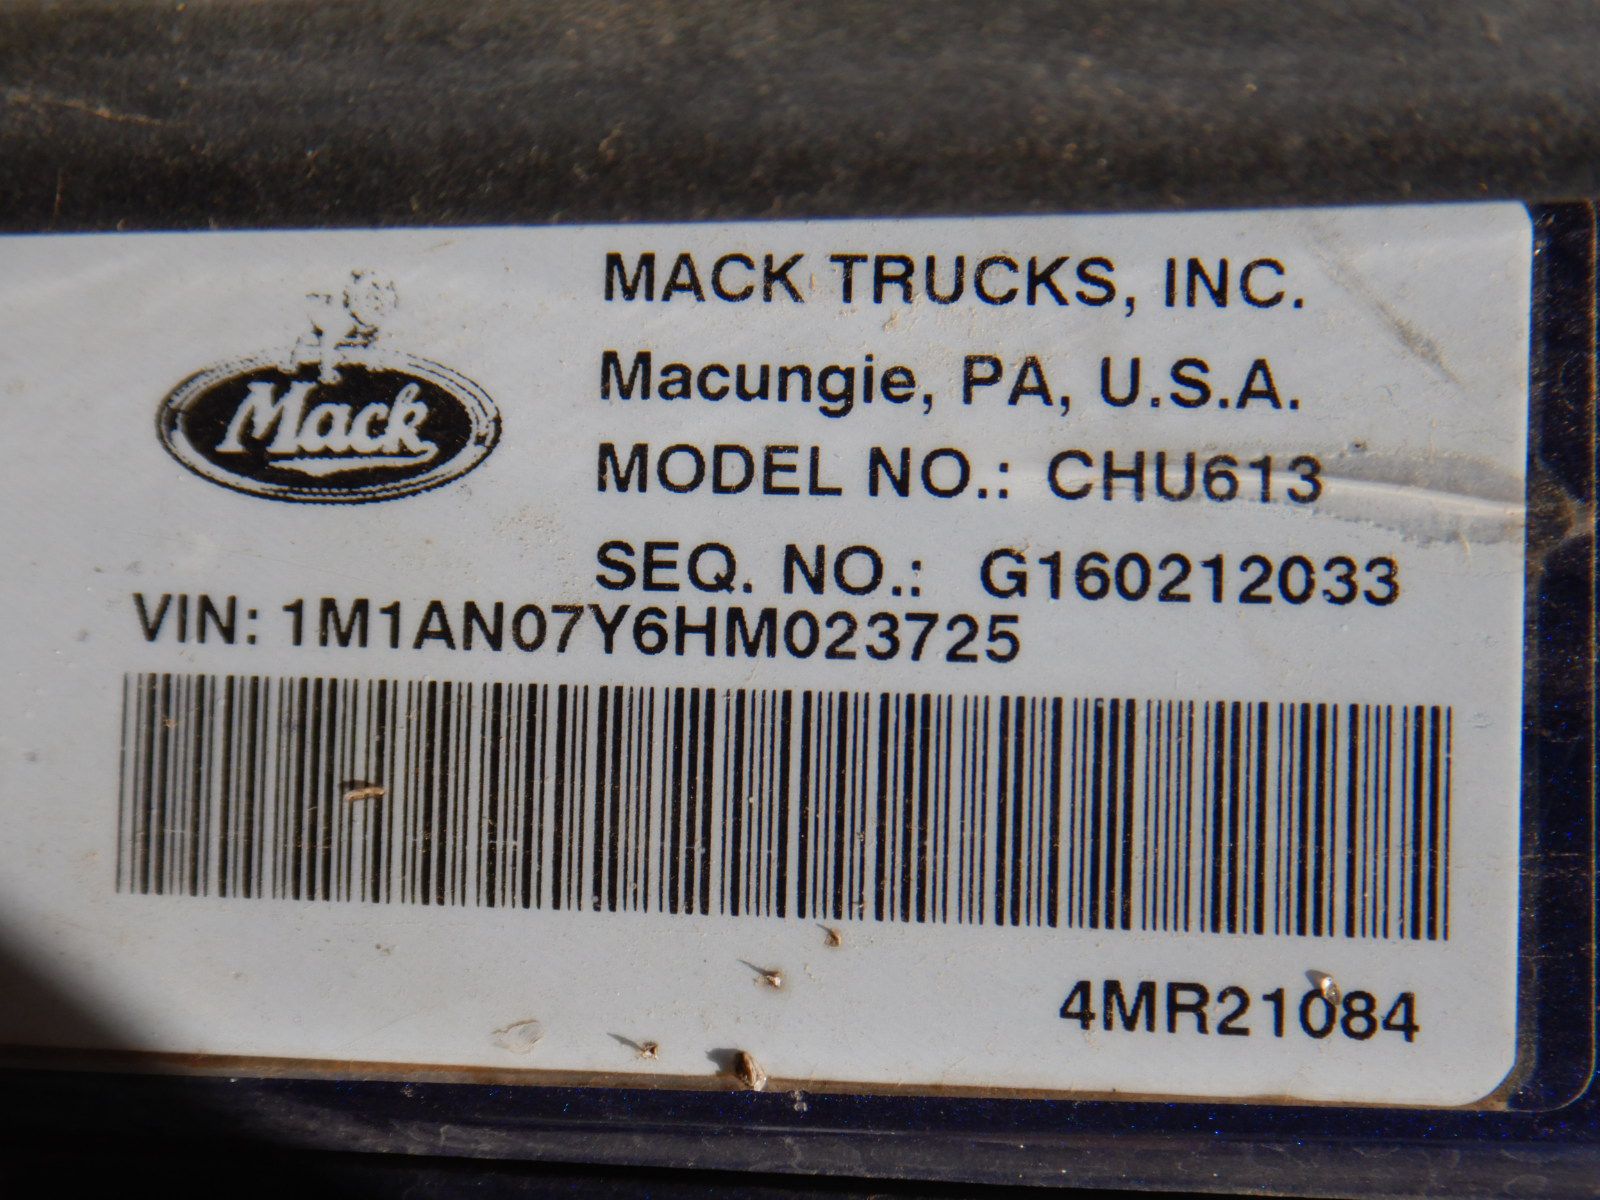 Mack
MACK TRUCKS, INC.
Macungie, PA, U.S.A.
MODEL NO.: CHU613
SEQ. NO.: G160212033
VIN: 1M1AN07Y6HM023725
4MR21084